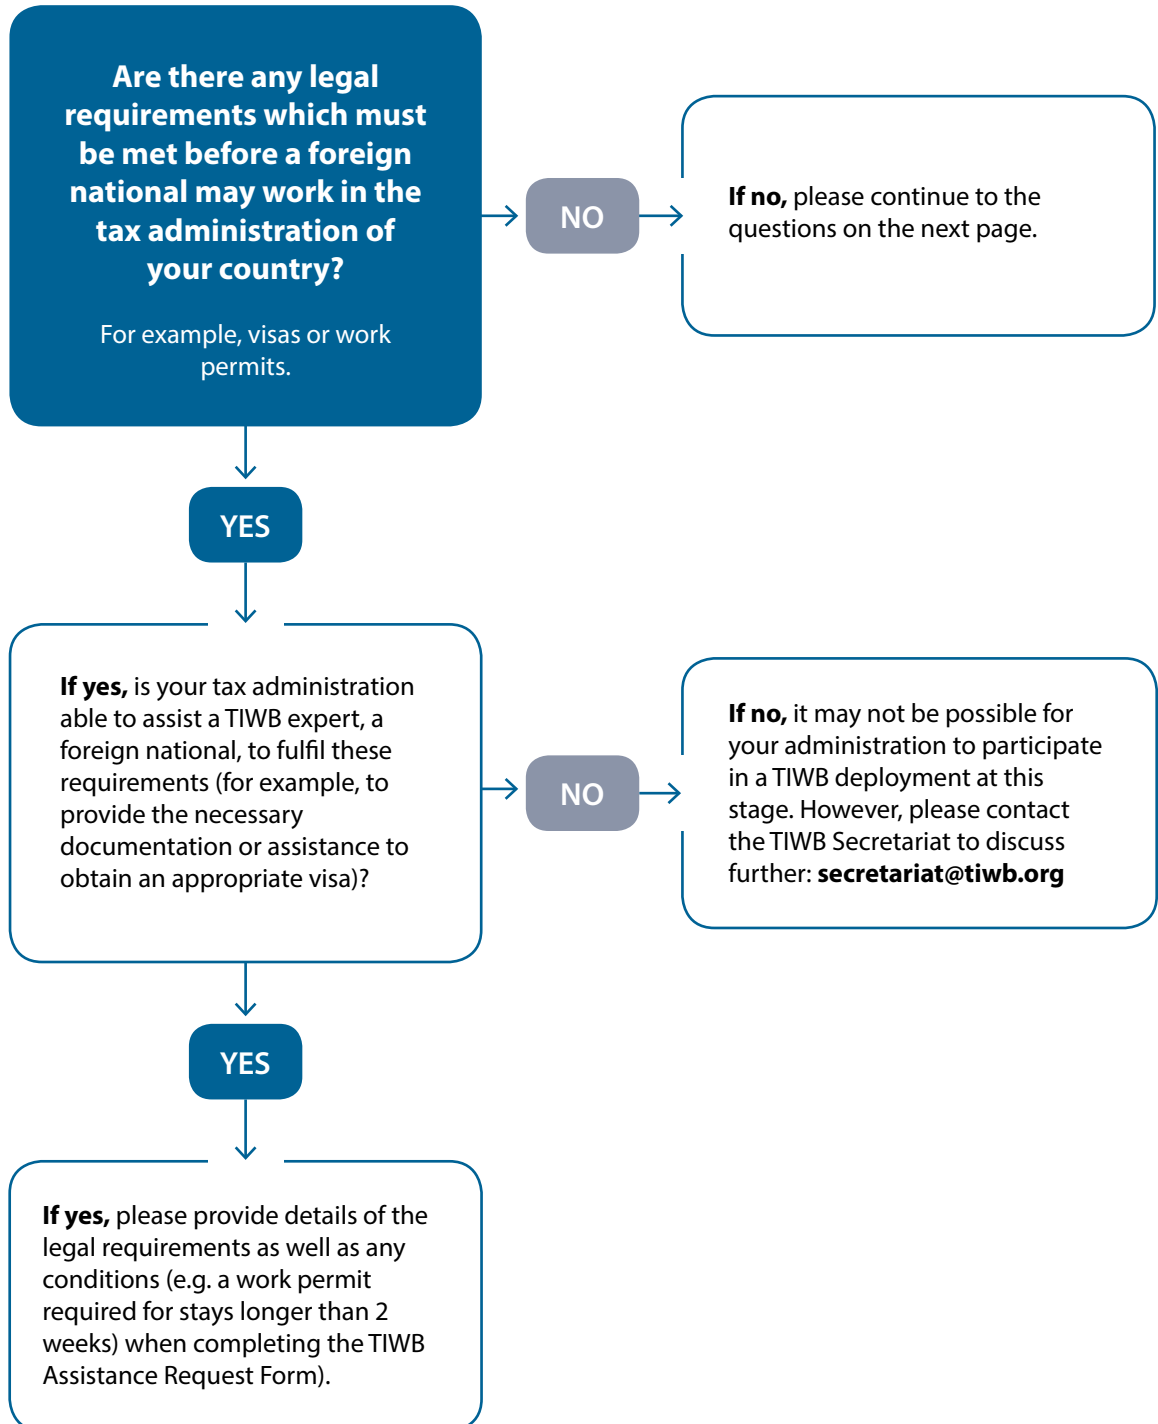 Are there any legal
requirements which must
be met before a foreign
national may work in the
tax administration of
your country?
For example, visas or work
permits.
NO
If no, please continue to the
questions on the next page.
YES
If yes, is your tax administration
able to assist a TIWB expert, a
foreign national, to fulfil these
requirements (for example, to
provide the necessary
documentation or assistance to
obtain an appropriate visa)?
NO
If no, it may not be possible for
your administration to participate
in a TIWB deployment at this
stage. However, please contact
the TIWB Secretariat to discuss
further: secretariat@tiwb.org
YES
If yes, please provide details of the
legal requirements as well as any
conditions (e.g. a work permit
required for stays longer than 2
weeks) when completing the TIWB
Assistance Request Form).